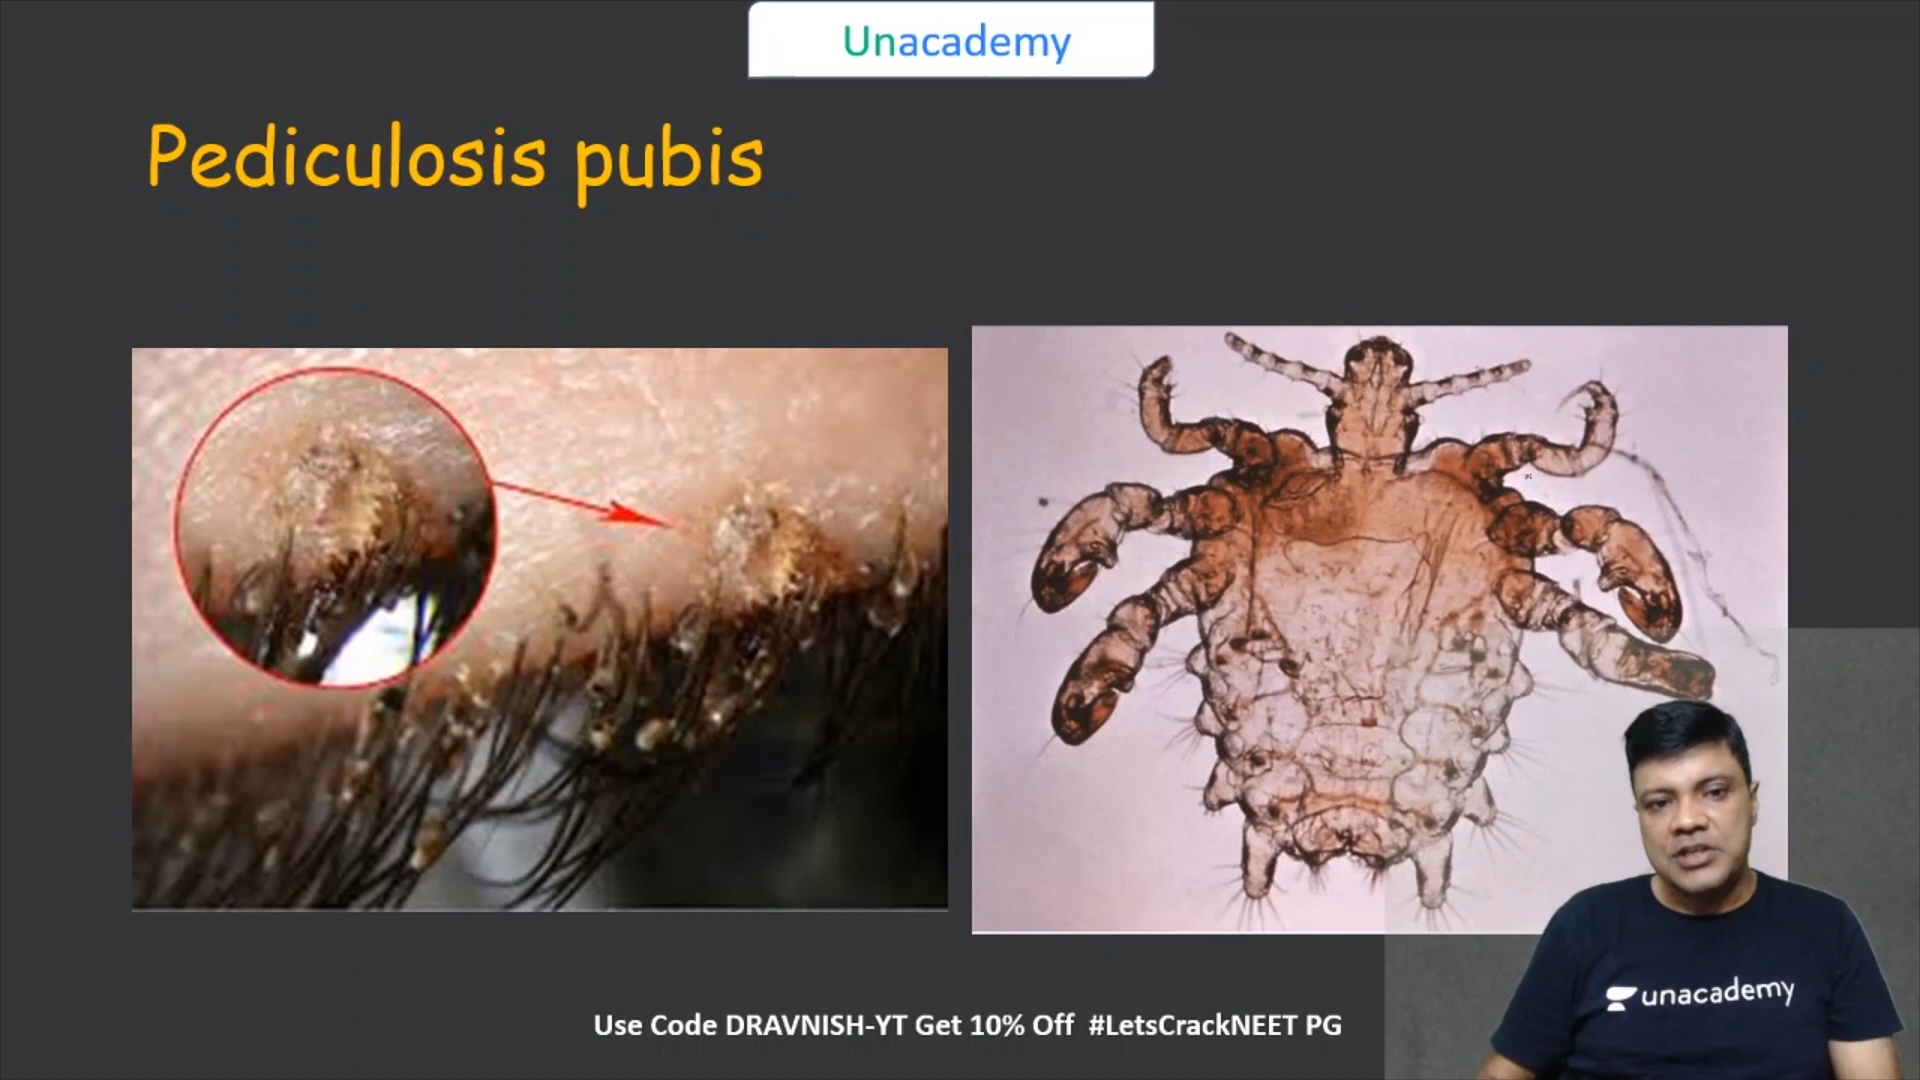 Unacademy
Pediculosis pubis
unacademy
Use Code DRAVNISH-YT Get 10% Off #LetsCrackNEET PG